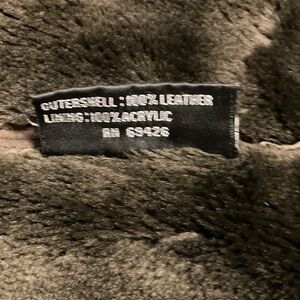 OUTERSHELL: 100% LEATHER
LINING: 100% ACRYLIC
RN 69426